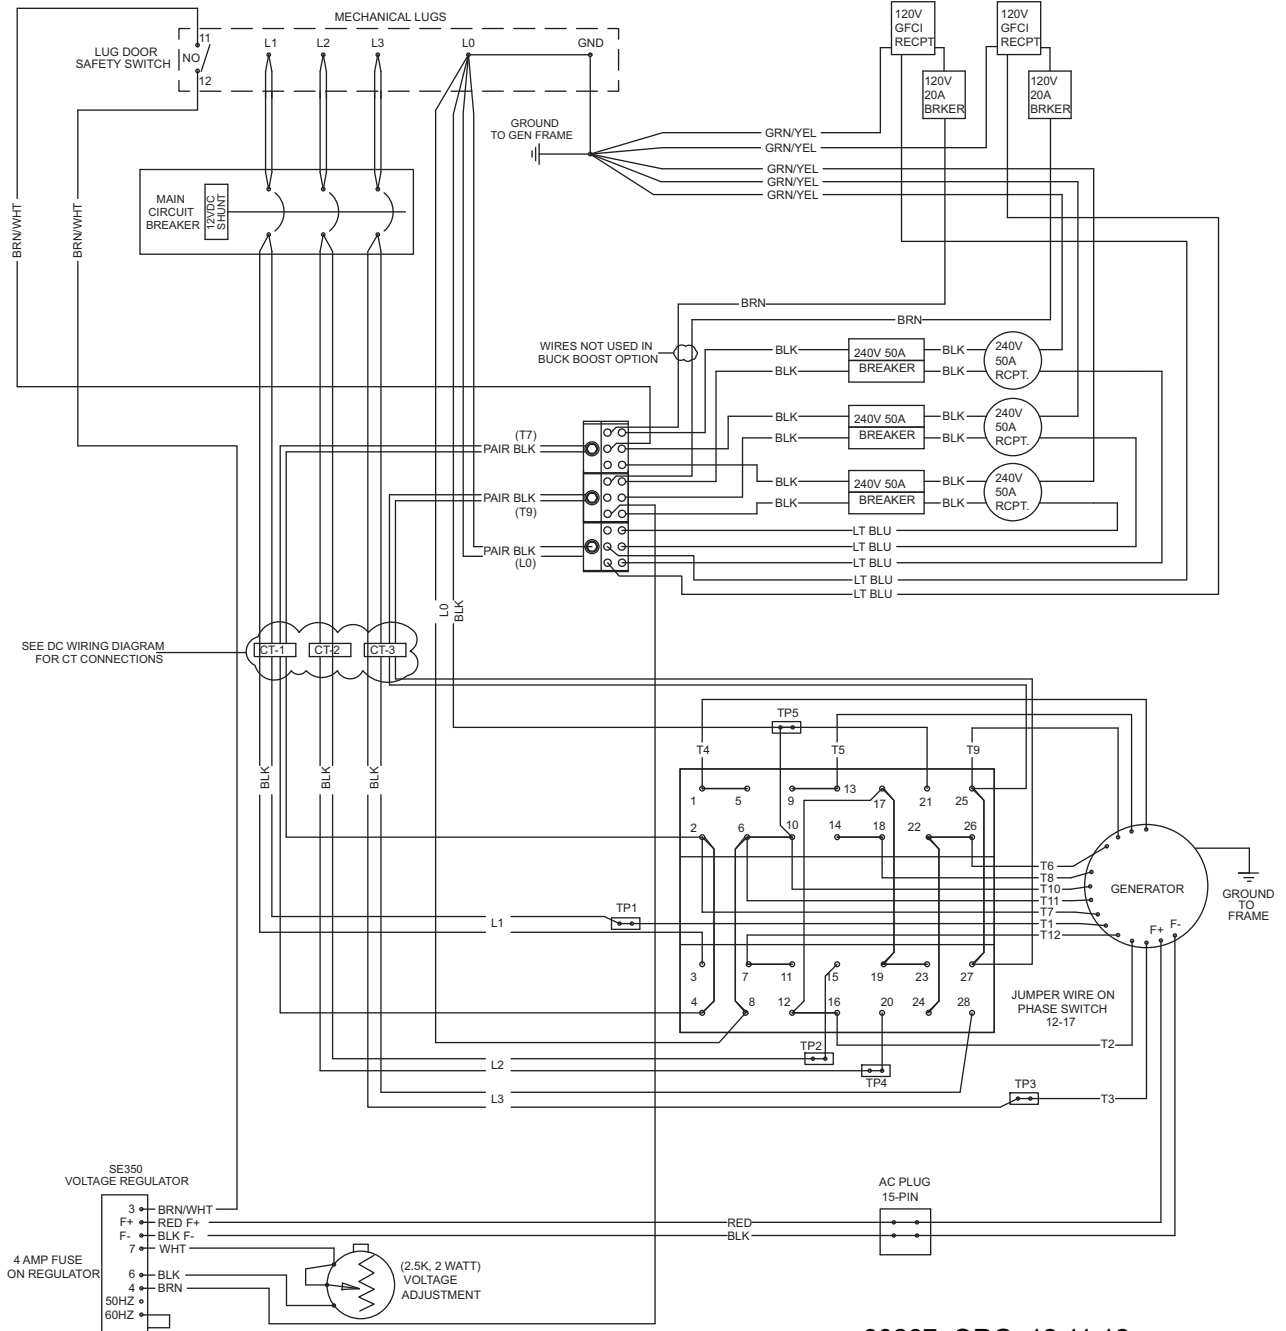 MECHANICAL LUGS
120V
GFCI
RECPT
120V
GFCI
RECPT
LUG DOOR
SAFETY SWITCH
NO
11
12
L1
L2
L3
L0
GND
120V
20A
BRKER
120V
20A
BRKER
GROUND
TO GEN FRAME
GRN/YEL
GRN/YEL
GRN/YEL
GRN/YEL
GRN/YEL
MAIN
CIRCUIT
BREAKER
12VDC
SHUNT
BRN/WHT
BRN/WHT
BRN
BRN
WIRES NOT USED IN
BUCK BOOST OPTION
BLK
240V 50A
BREAKER
BLK
240V
50A
RCPT.
BLK
BLK
BLK
240V 50A
BREAKER
BLK
240V
50A
RCPT.
BLK
BLK
BLK
240V 50A
BREAKER
BLK
240V
50A
RCPT.
BLK
BLK
(T7)
PAIR BLK
PAIR BLK
(T9)
PAIR BLK
(L0)
LT BLU
LT BLU
LT BLU
LT BLU
LT BLU
L0
BLK
SEE DC WIRING DIAGRAM
FOR CT CONNECTIONS
CT-1
CT-2
CT-3
BLK
BLK
BLK
TP5
T4
T5
T9
1
5
9
13
17
21
25
2
6
10
14
18
22
26
T6
T8
T10
T11
T7
T1
T12
GENERATOR
F+
F-
GROUND
TO
FRAME
L1
TP1
3
7
11
15
19
23
27
4
8
12
16
20
24
28
JUMPER WIRE ON
PHASE SWITCH
12-17
TP2
T2
L2
TP4
TP3
L3
T3
SE350
VOLTAGE REGULATOR
AC PLUG
15-PIN
3
BRN/WHT
F+
RED F+
RED
F-
BLK F-
BLK
7
WHT
4 AMP FUSE
ON REGULATOR
6
BLK
4
BRN
50HZ
60HZ
(2.5K, 2 WATT)
VOLTAGE
ADJUSTMENT